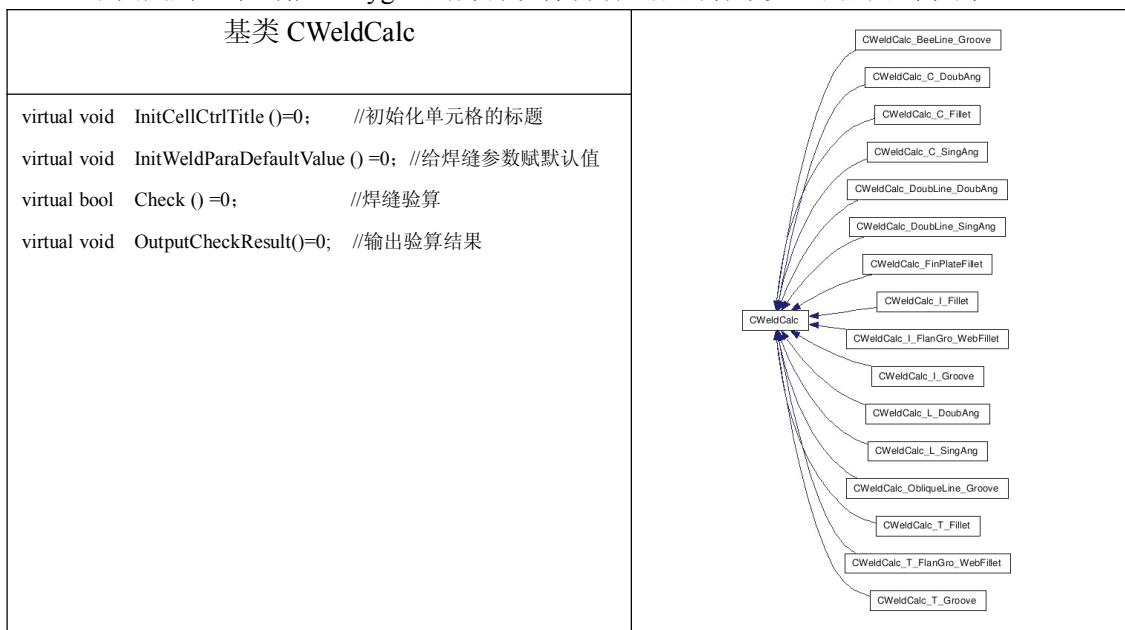 基类 CWeldCalc
virtual void InitCellCtrlTitle ()=0； //初始化单元格的标题
virtual void InitWeldParaDefaultValue () =0； //给焊缝参数赋默认值
virtual bool Check () =0； //焊缝验算
virtual void OutputCheckResult()=0; //输出验算结果
CWeldCalc_BeeLine_Groove
CWeldCalc_C_DoubAng
CWeldCalc_C_Fillet
CWeldCalc_C_SingAng
CWeldCalc_DoubLine_DoubAng
CWeldCalc_DoubLine_SingAng
CWeldCalc_FinPlateFillet
CWeldCalc_I_Fillet
CWeldCalc
CWeldCalc_I_FlanGro_WebFillet
CWeldCalc_I_Groove
CWeldCalc_L_DoubAng
CWeldCalc_L_SingAng
CWeldCalc_ObliqueLine_Groove
CWeldCalc_T_Fillet
CWeldCalc_T_FlanGro_WebFillet
CWeldCalc_T_Groove